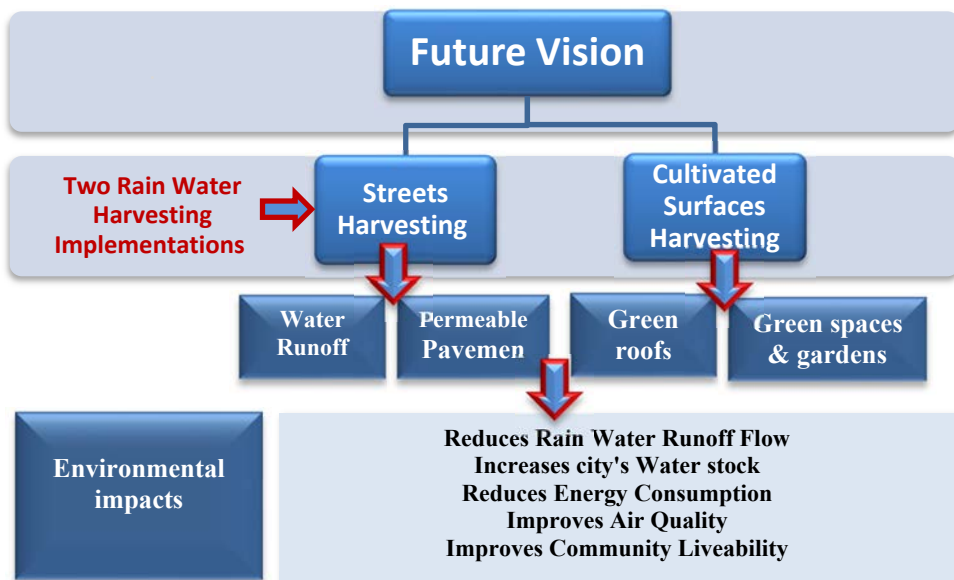 Future Vision
Two Rain Water
Harvesting
Implementations
Streets
Harvesting
Cultivated
Surfaces
Harvesting
Water
Runoff
Permeable
Pavemen
Green
roofs
Green spaces
& gardens
Environmental
impacts
Reduces Rain Water Runoff Flow
Increases city's Water stock
Reduces Energy Consumption
Improves Air Quality
Improves Community Liveability